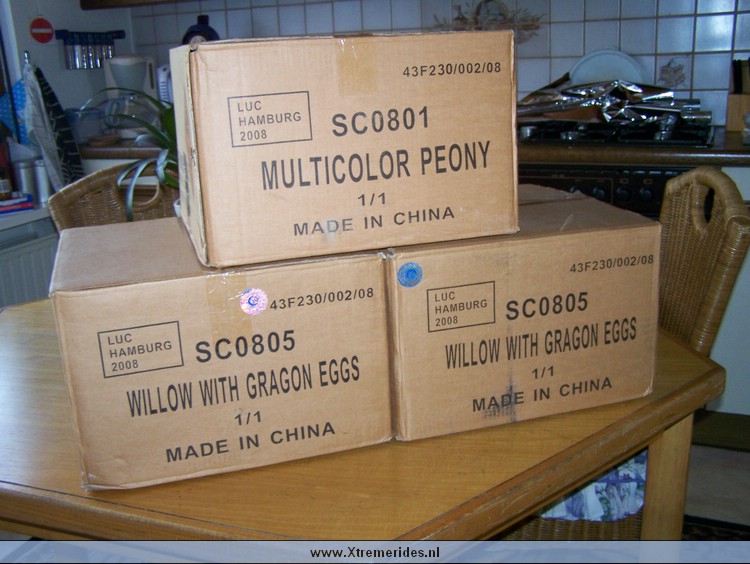 43F230/002/08
LUC
HAMBURG
2008
SC0801
MULTICOLOR PEONY
1/1
MADE IN CHINA
43F230/002/08
LUC
HAMBURG
2008
SC0805
WILLOW WITH GRAGON EGGS
1/1
MADE IN CHINA
43F230/002/08
LUC
HAMBURG
2008
SC0805
WILLOW WITH GRAGON EGGS
1/1
MADE IN CHINA
www.Xtremerides.nl